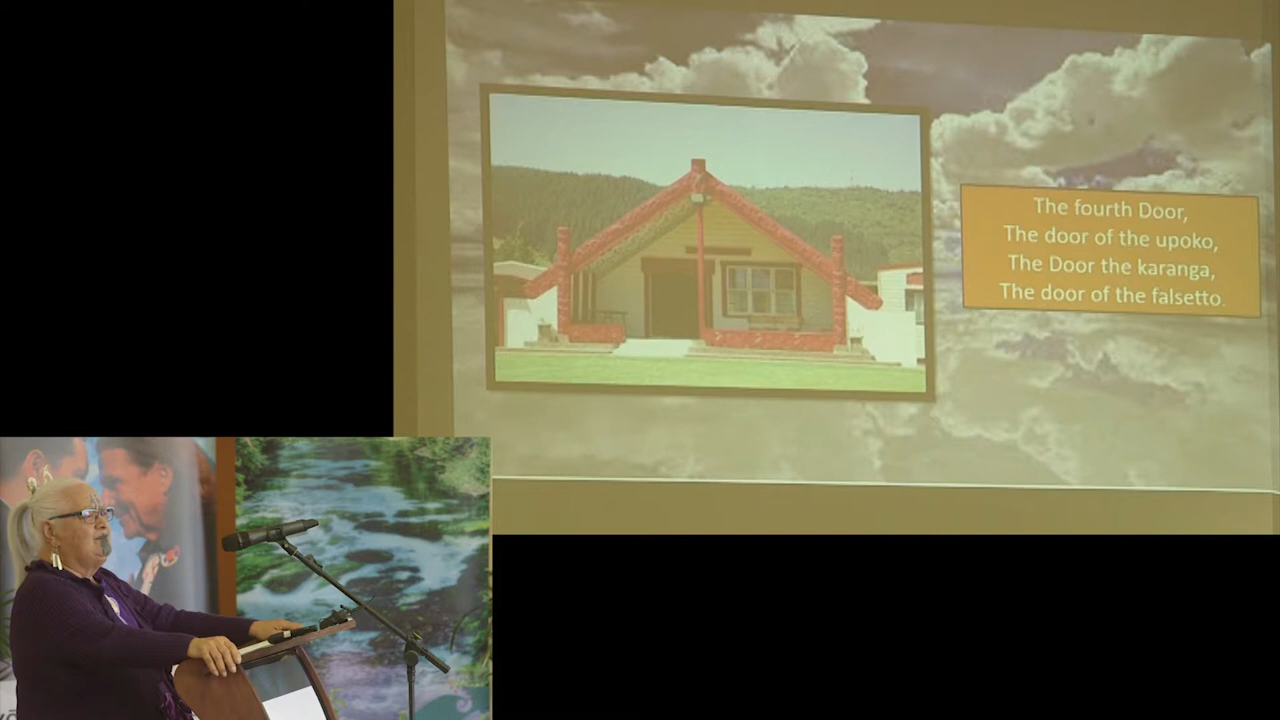 The fourth Door,
The door of the upoko,
The Door the karanga,
The door of the falsetto.